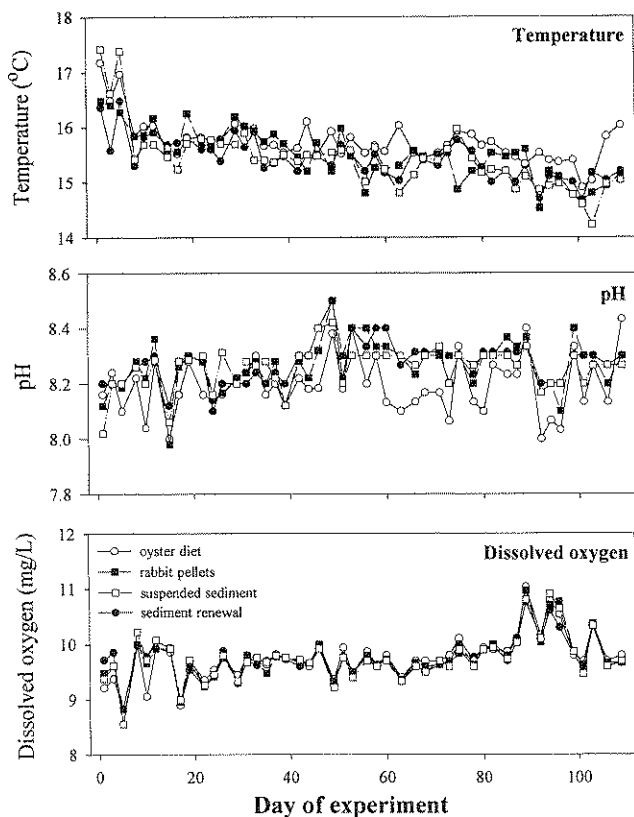 Temperature
18
17
16
15
14
Temperature (°C)
pH
8.6
8.4
8.2
8.0
7.8
pH
Dissolved oxygen
12
11
10
9
8
Dissolved oxygen (mg/L)
oyster diet
rabbit pellets
suspended sediment
sediment renewal
0 20 40 60 80 100
Day of experiment